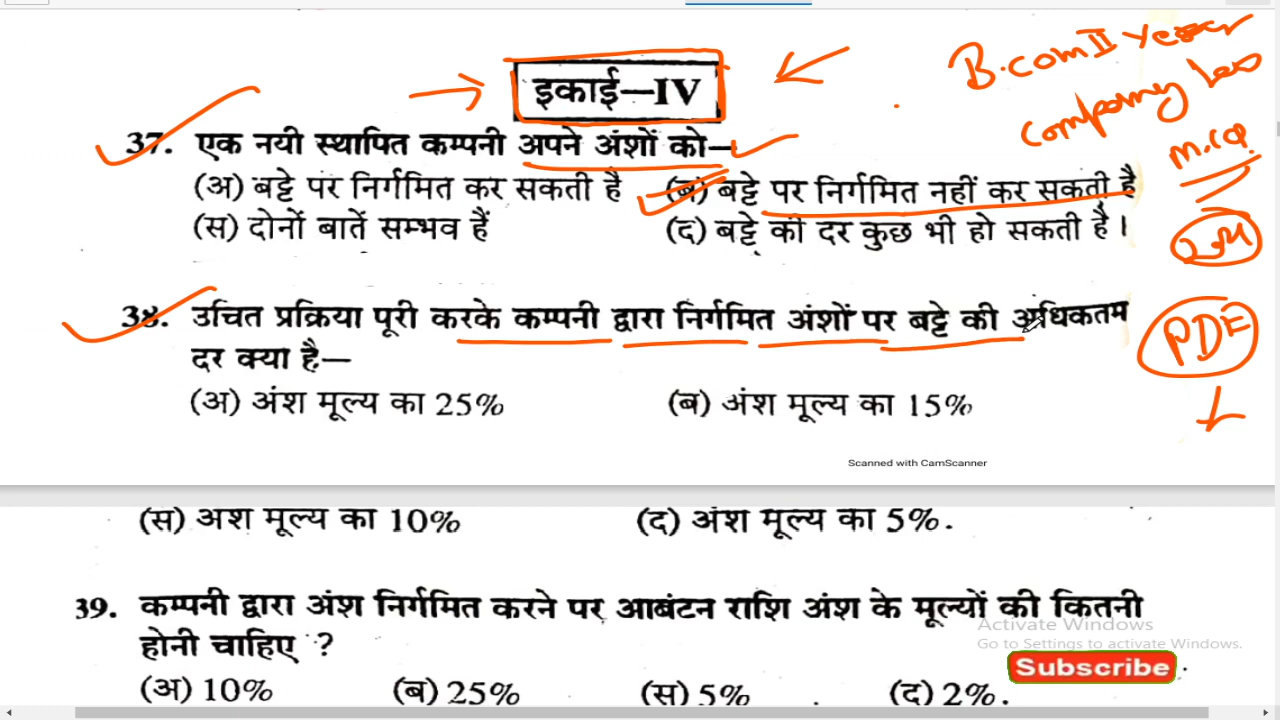 इकाई—IV
B.com II Year
Company Law
M.CQ
37. एक नयी स्थापित कम्पनी अपने अंशों को—
(अ) बट्टे पर निर्गमित कर सकती है (ब) बट्टे पर निर्गमित नहीं कर सकती है
(स) दोनों बातें सम्भव हैं (द) बट्टे की दर कुछ भी हो सकती है।
38. उचित प्रक्रिया पूरी करके कम्पनी द्वारा निर्गमित अंशों पर बट्टे की अधिकतम
दर क्या है—
PDF
(अ) अंश मूल्य का 25% (ब) अंश मूल्य का 15%
Scanned with CamScanner
(स) अंश मूल्य का 10% (द) अंश मूल्य का 5%.
39. कम्पनी द्वारा अंश निर्गमित करने पर आबंटन राशि अंश के मूल्यों की कितनी
होनी चाहिए ?
Activate Windows
Go to Settings to activate Windows.
Subscribe
(अ) 10% (ब) 25% (स) 5% (द) 2%.